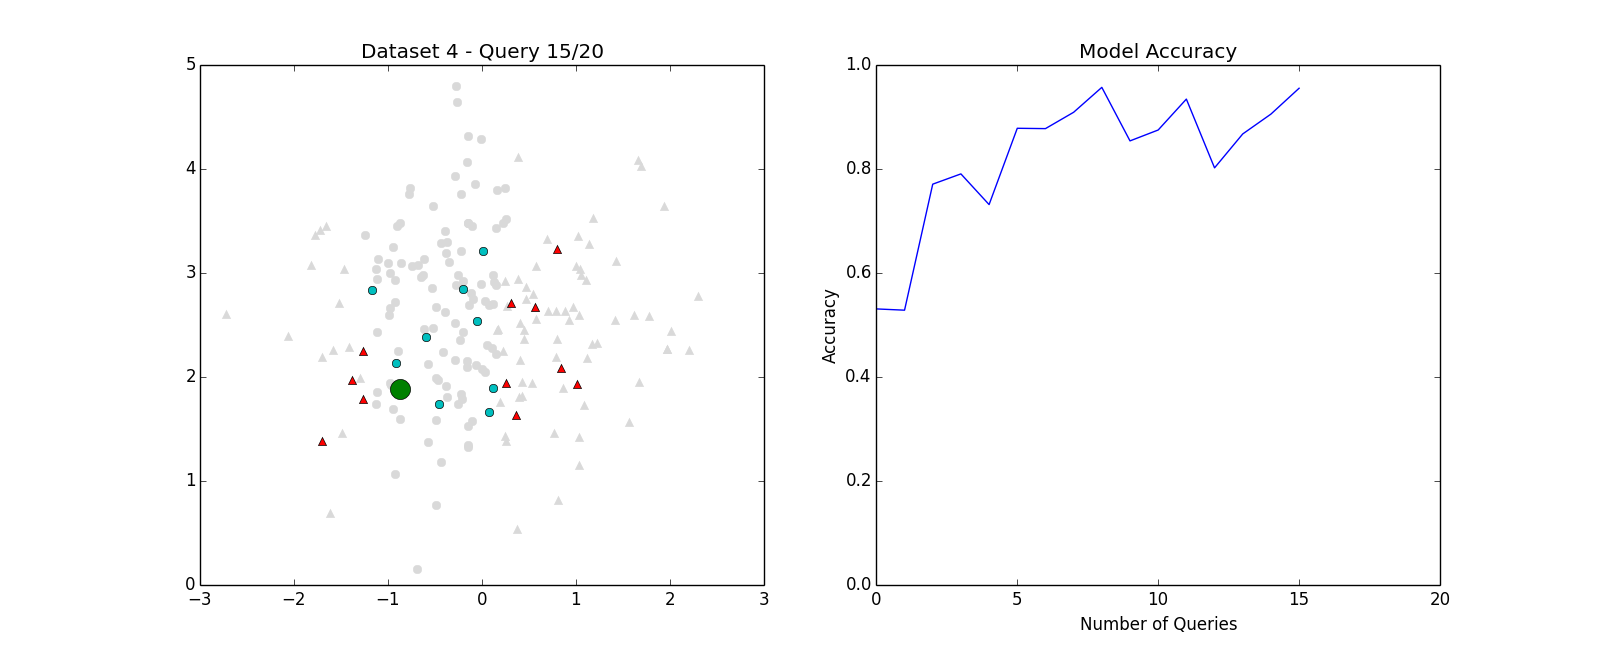 Dataset 4 - Query 15/20
5
4
3
2
1
0
−3 −2 −1 0 1 2 3
Model Accuracy
1.0
0.8
0.6
0.4
0.2
0.0
Accuracy
0 5 10 15 20
Number of Queries